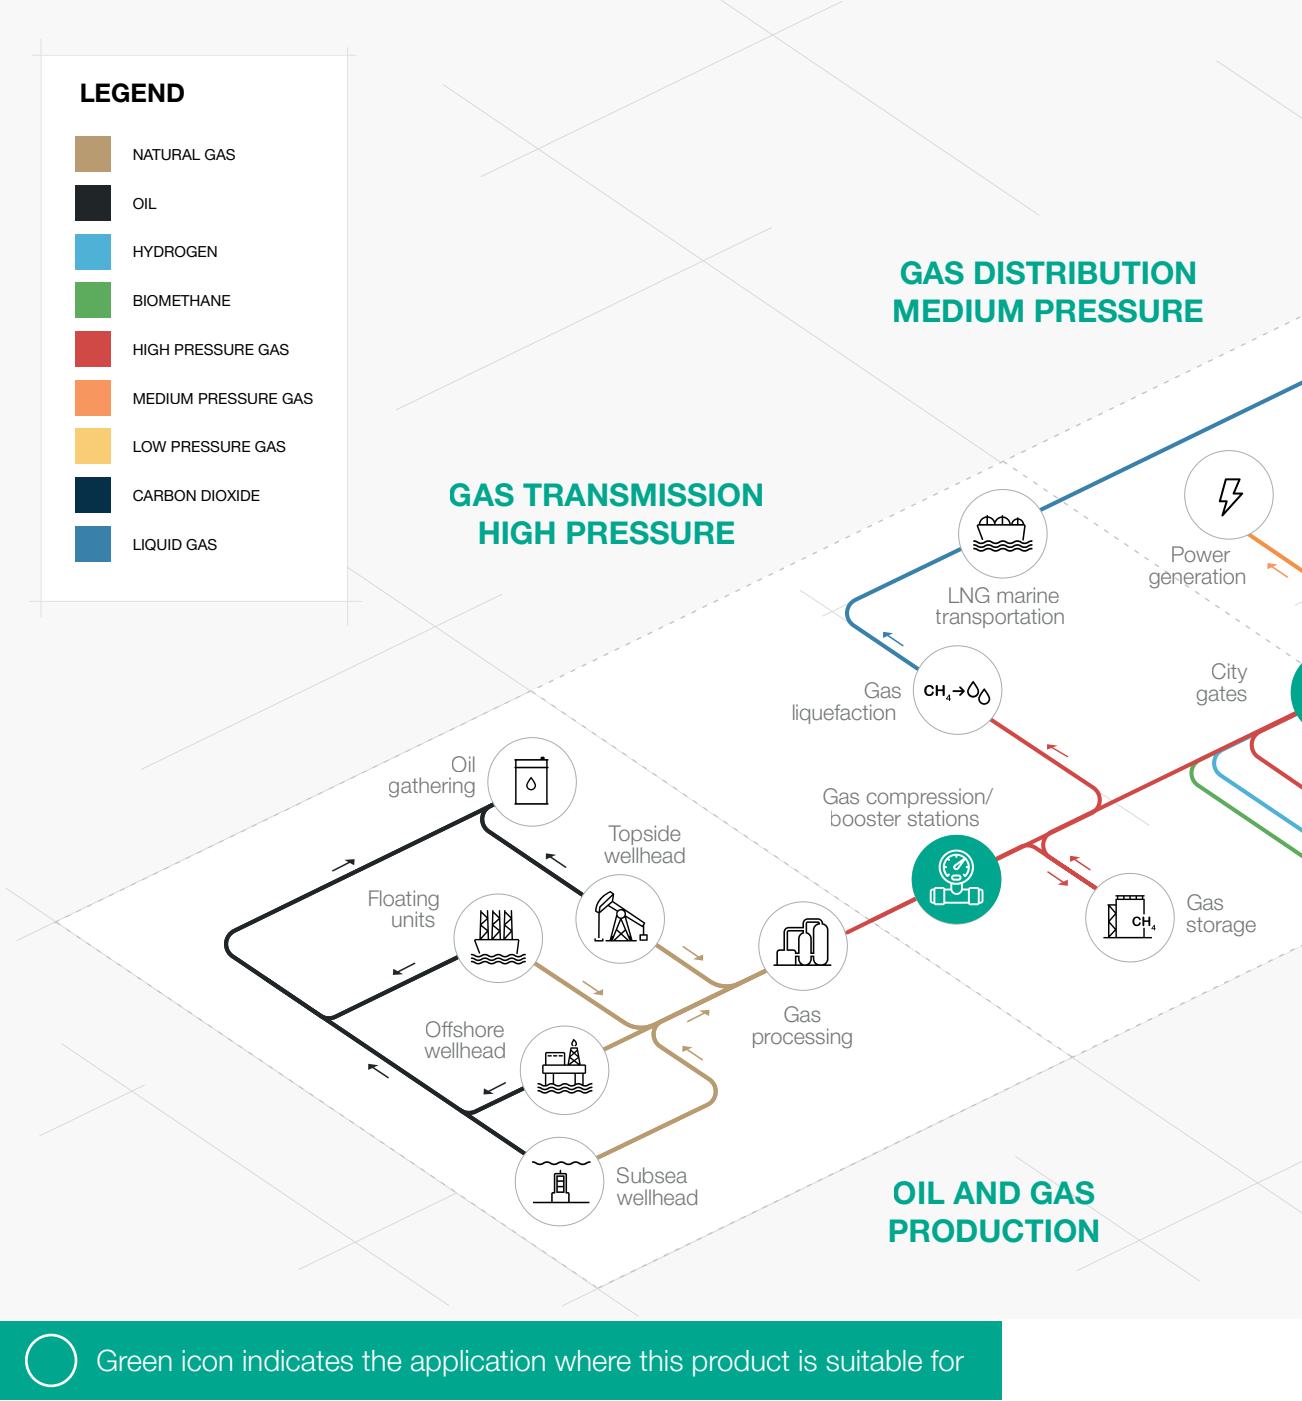 LEGEND
NATURAL GAS
OIL
HYDROGEN
BIOMETHANE
HIGH PRESSURE GAS
MEDIUM PRESSURE GAS
LOW PRESSURE GAS
CARBON DIOXIDE
LIQUID GAS
GAS DISTRIBUTION
MEDIUM PRESSURE
GAS TRANSMISSION
HIGH PRESSURE
Power
generation
LNG marine
transportation
City
gates
Gas
liquefaction
CH₄→
Oil
gathering
Gas compression/
booster stations
Topside
wellhead
Floating
units
Gas
storage
CH₄
Gas
processing
Offshore
wellhead
Subsea
wellhead
OIL AND GAS
PRODUCTION
Green icon indicates the application where this product is suitable for